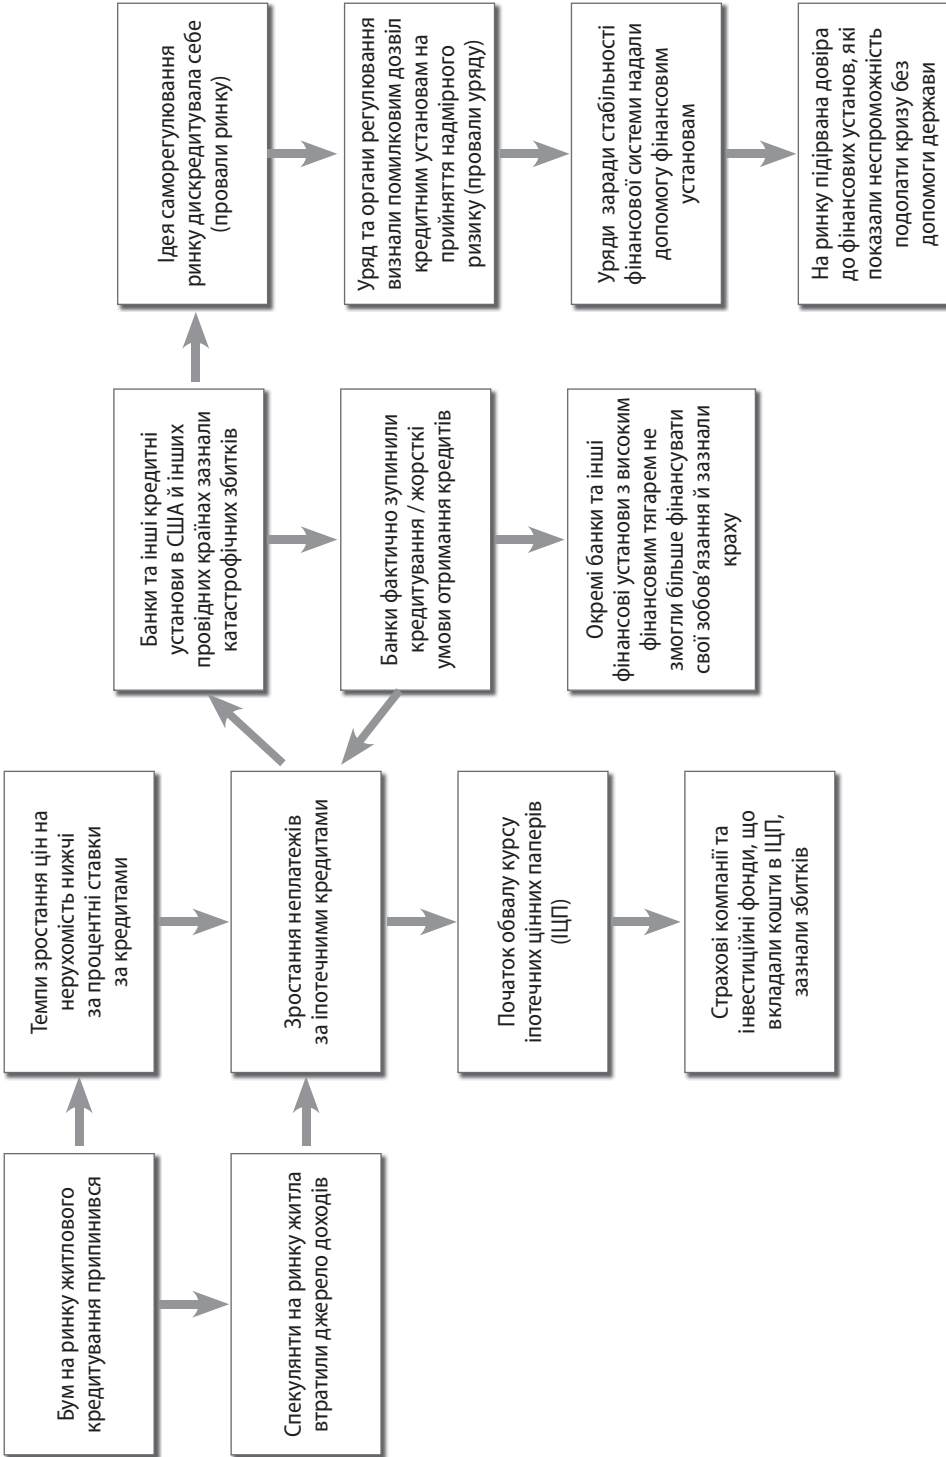 Бум на ринку житлового
кредитування припинився
Спекулянти на ринку житла
втратили джерело доходів
Темпи зростання цін на
нерухомість нижчі
за процентні ставки
за кредитами
Зростання неплатежів
за іпотечними кредитами
Початок обвалу курсу
іпотечних цінних паперів
(ІЦП)
Страхові компанії та
інвестиційні фонди, що
вкладали кошти в ІЦП,
зазнали збитків
Банки та інші кредитні
установи в США й інших
провідних країнах зазнали
катастрофічних збитків
Банки фактично зупинили
кредитування / жорсткі
умови отримання кредитів
Окремі банки та інші
фінансові установи з високим
фінансовим тягарем не
змогли більше фінансувати
свої зобов’язання й зазнали
краху
Ідея саморегулювання
ринку дискредитувала себе
(провали ринку)
Уряд та органи регулювання
визнали помилковим дозвіл
кредитним установам на
прийняття надмірного
ризику (провали уряду)
Уряди заради стабільності
фінансової системи надали
допомогу фінансовим
установам
На ринку підірвана довіра
до фінансових установ, які
показали неспроможність
подолати кризу без
допомоги держави